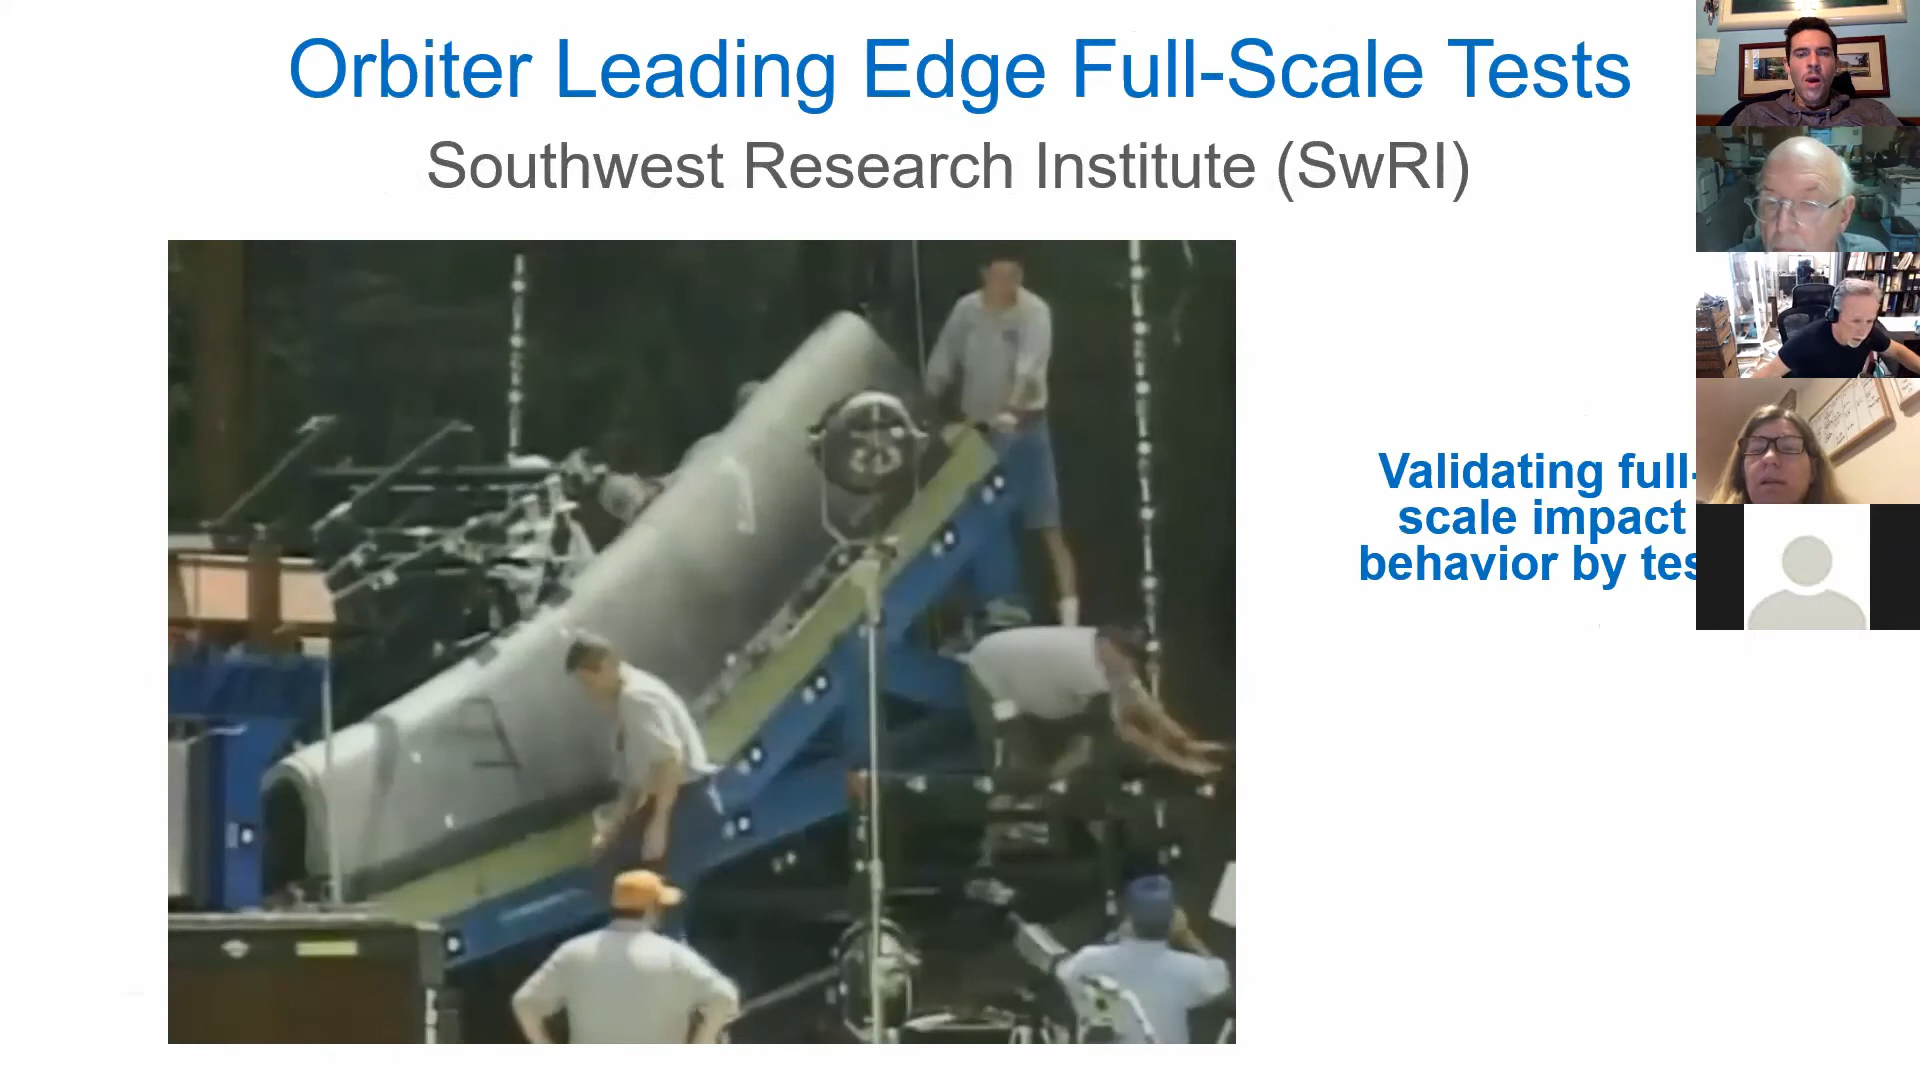 Orbiter Leading Edge Full-Scale Tests
Southwest Research Institute (SwRI)
Validating full-
scale impact
behavior by tes